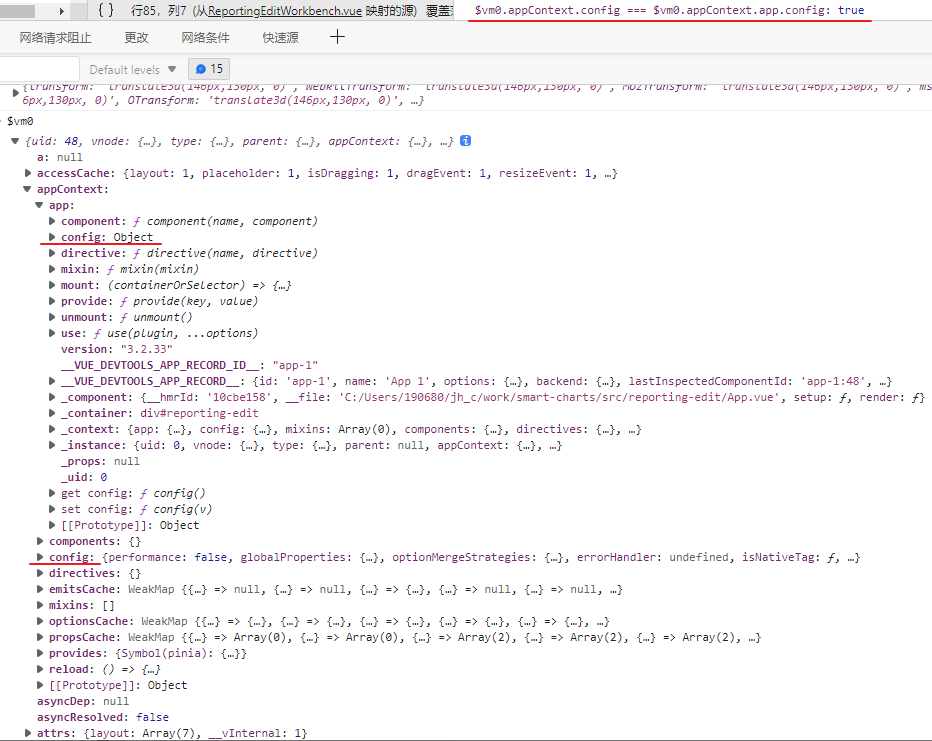 { } 行85，列7 (从ReportingEditWorkbench.vue 映射的源) 覆盖
$vm0.appContext.config === $vm0.appContext.app.config: true
网络请求阻止 更改 网络条件 快速源 +
Default levels ▼ 15
{transform: 'translate3d(146px,130px, 0)', WebkitTransform: 'translate3d(146px,130px, 0)', MozTransform: 'translate3d(146px,130px, 0)', ms
6px,130px, 0)', OTransform: 'translate3d(146px,130px, 0)', …}
$vm0
{uid: 48, vnode: {…}, type: {…}, parent: {…}, appContext: {…}, …} i
a: null
accessCache: {layout: 1, placeholder: 1, isDragging: 1, dragEvent: 1, resizeEvent: 1, …}
appContext:
app:
component: ƒ component(name, component)
config: Object
directive: ƒ directive(name, directive)
mixin: ƒ mixin(mixin)
mount: (containerOrSelector) => {…}
provide: ƒ provide(key, value)
unmount: ƒ unmount()
use: ƒ use(plugin, ...options)
version: "3.2.33"
__VUE_DEVTOOLS_APP_RECORD_ID__: "app-1"
__VUE_DEVTOOLS_APP_RECORD__: {id: 'app-1', name: 'App 1', options: {…}, backend: {…}, lastInspectedComponentId: 'app-1:48', …}
_component: {__hmrId: '10cbe158', __file: 'C:/Users/190680/jh_c/work/smart-charts/src/reporting-edit/App.vue', setup: ƒ, render: ƒ}
_container: div#reporting-edit
_context: {app: {…}, config: {…}, mixins: Array(0), components: {…}, directives: {…}, …}
_instance: {uid: 0, vnode: {…}, type: {…}, parent: null, appContext: {…}, …}
_props: null
_uid: 0
get config: ƒ config()
set config: ƒ config(v)
[[Prototype]]: Object
components: {}
config: {performance: false, globalProperties: {…}, optionMergeStrategies: {…}, errorHandler: undefined, isNativeTag: ƒ, …}
directives: {}
emitsCache: WeakMap {{…} => null, {…} => null, {…} => {…}, {…} => null, {…} => null, …}
mixins: []
optionsCache: WeakMap {{…} => {…}, {…} => {…}, {…} => {…}, {…} => {…}, {…} => {…}, …}
propsCache: WeakMap {{…} => Array(0), {…} => Array(0), {…} => Array(2), {…} => Array(2), {…} => Array(2), …}
provides: {Symbol(pinia): {…}}
reload: () => {…}
[[Prototype]]: Object
asyncDep: null
asyncResolved: false
attrs: {layout: Array(7), __vInternal: 1}